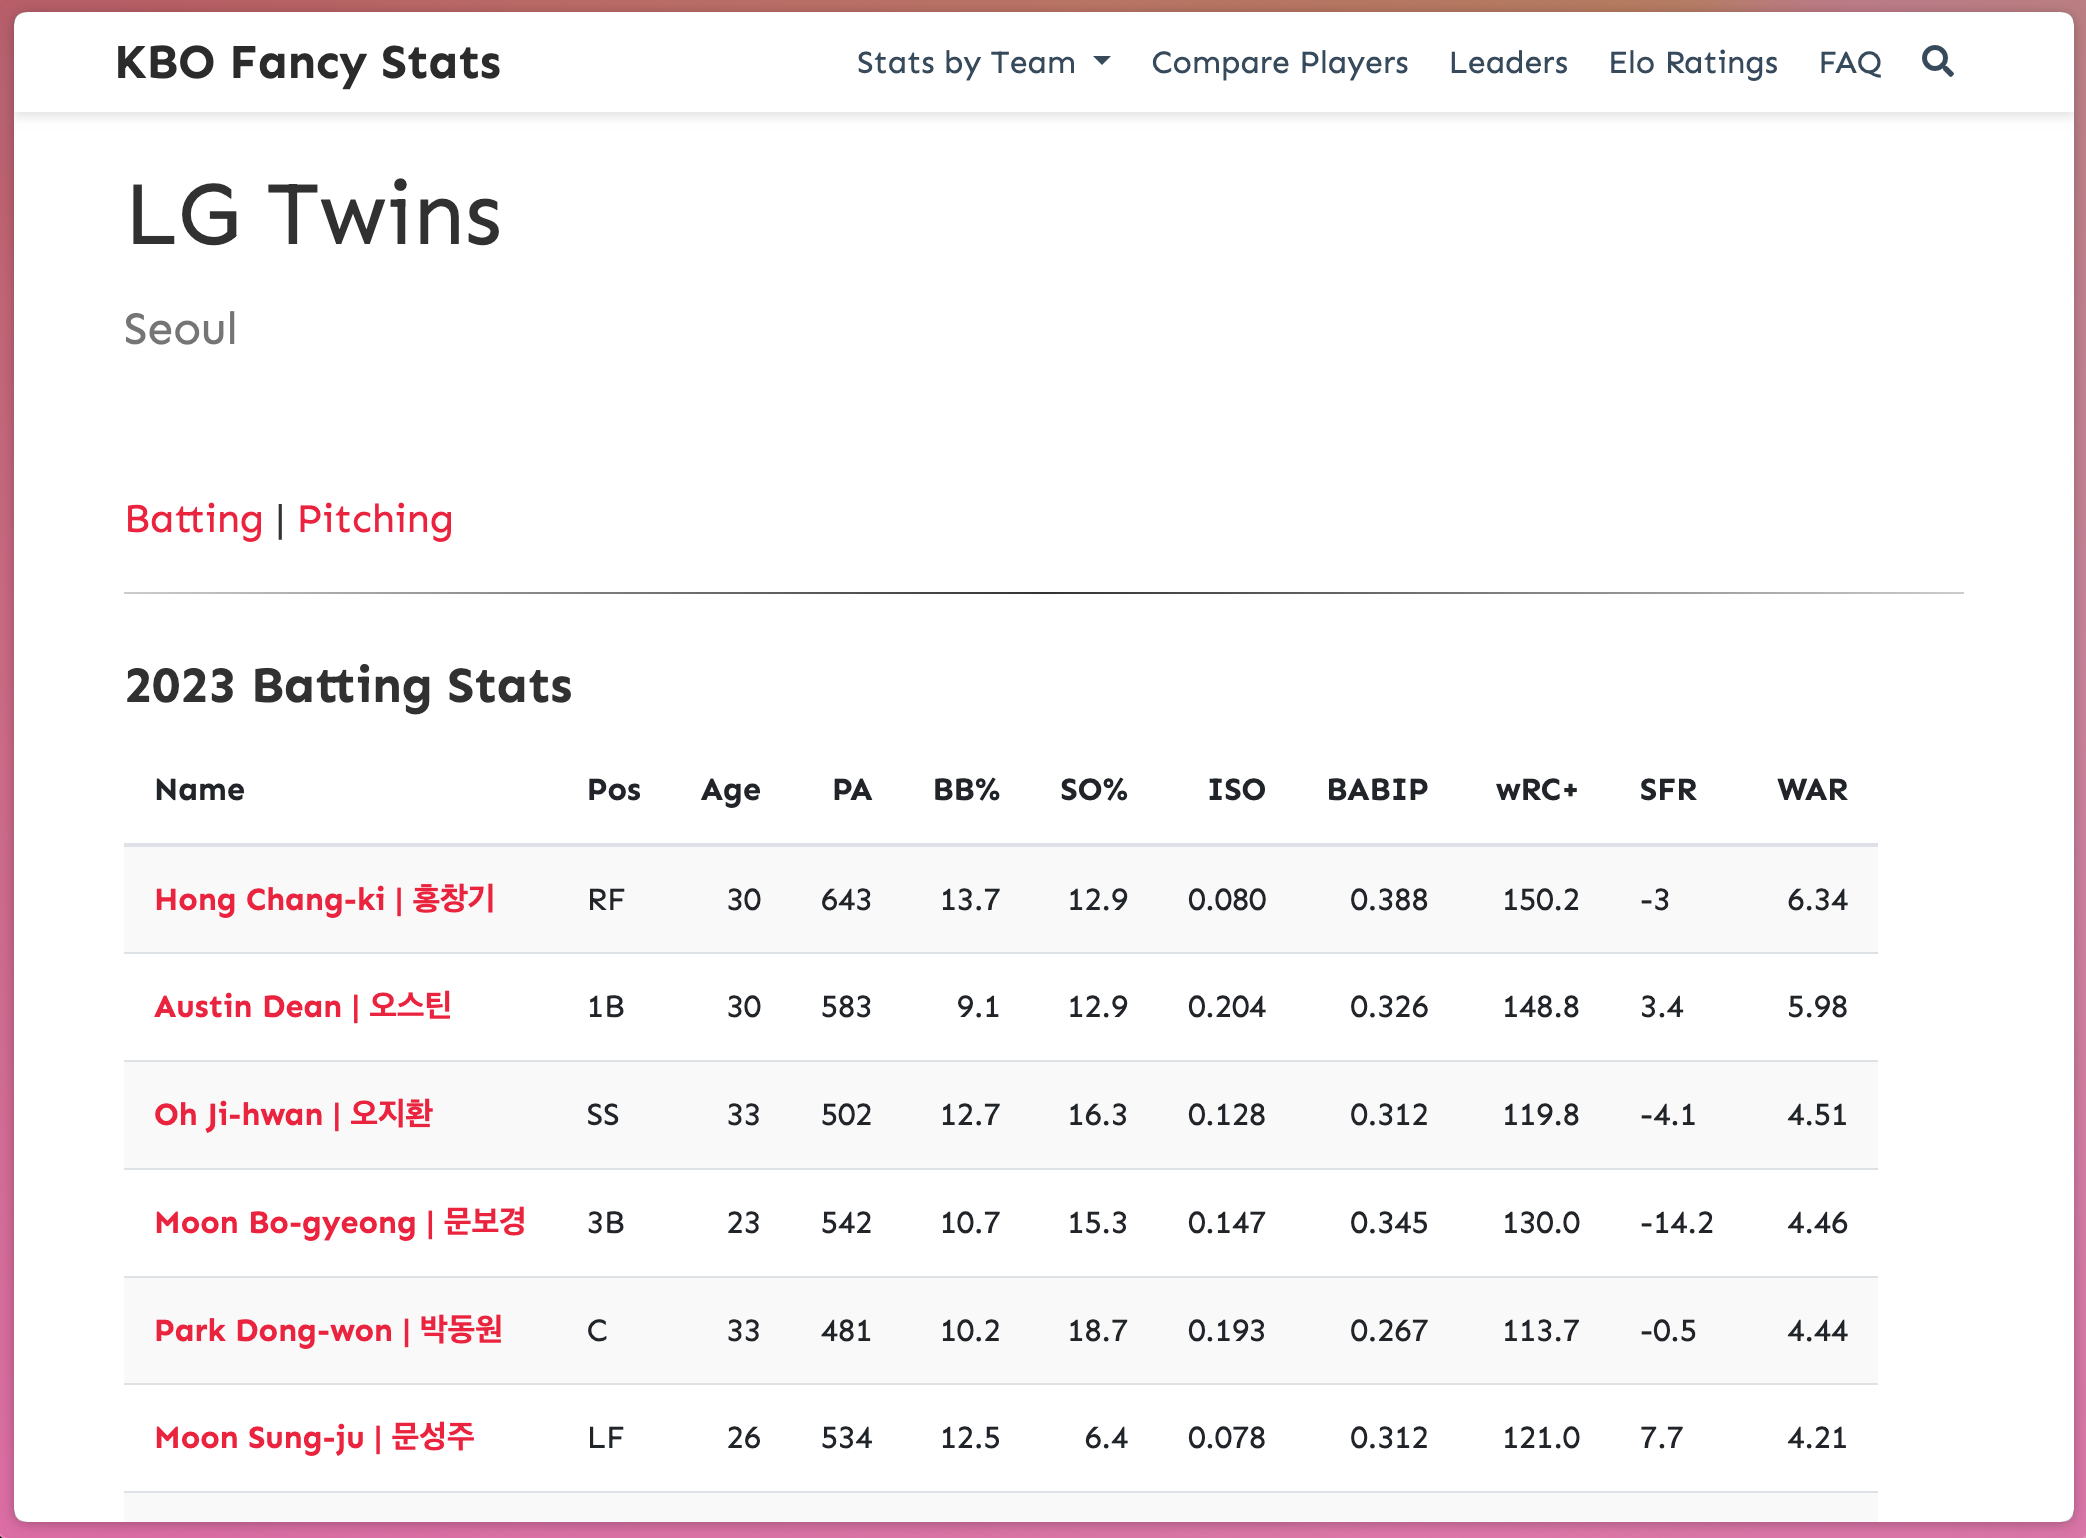 KBO Fancy Stats Stats by Team Compare Players Leaders Elo Ratings FAQ
LG Twins
Seoul
Batting | Pitching
2023 Batting Stats
Name Pos Age PA BB% SO% ISO BABIP wRC+ SFR WAR
Hong Chang-ki | 홍창기 RF 30 643 13.7 12.9 0.080 0.388 150.2 -3 6.34
Austin Dean | 오스틴 1B 30 583 9.1 12.9 0.204 0.326 148.8 3.4 5.98
Oh Ji-hwan | 오지환 SS 33 502 12.7 16.3 0.128 0.312 119.8 -4.1 4.51
Moon Bo-gyeong | 문보경 3B 23 542 10.7 15.3 0.147 0.345 130.0 -14.2 4.46
Park Dong-won | 박동원 C 33 481 10.2 18.7 0.193 0.267 113.7 -0.5 4.44
Moon Sung-ju | 문성주 LF 26 534 12.5 6.4 0.078 0.312 121.0 7.7 4.21